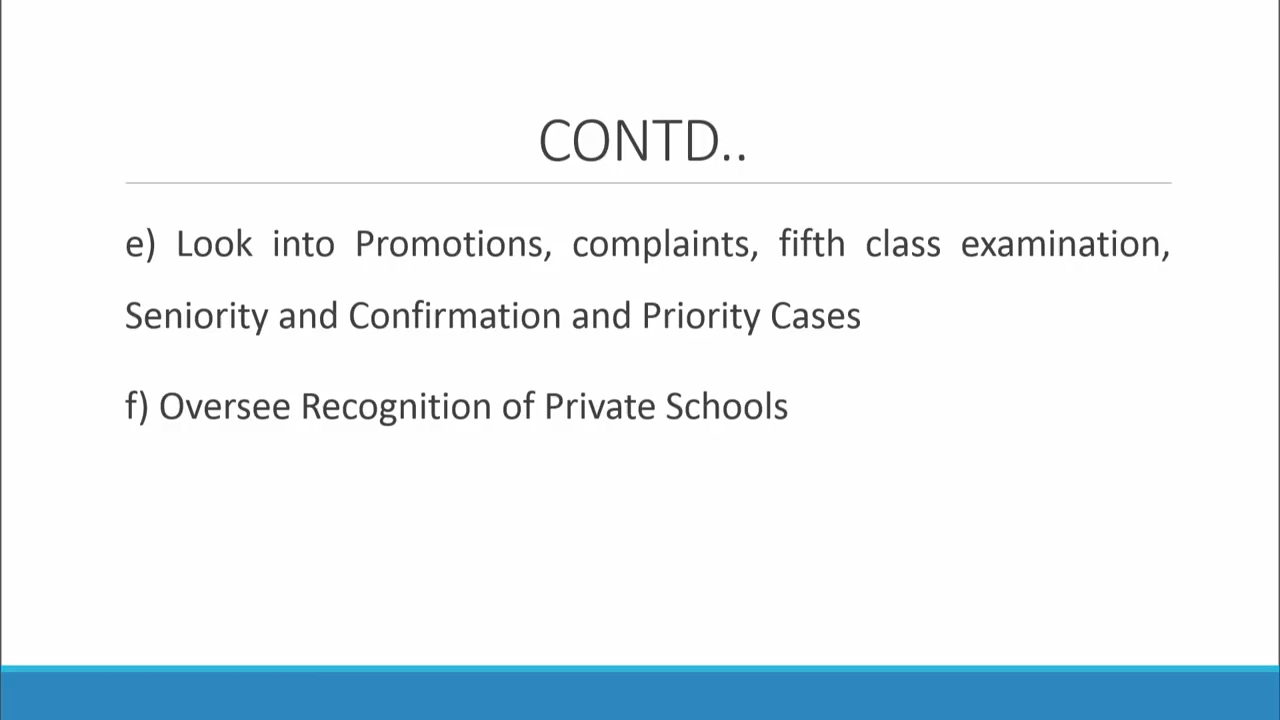 CONTD..
e) Look into Promotions, complaints, fifth class examination,
Seniority and Confirmation and Priority Cases
f) Oversee Recognition of Private Schools